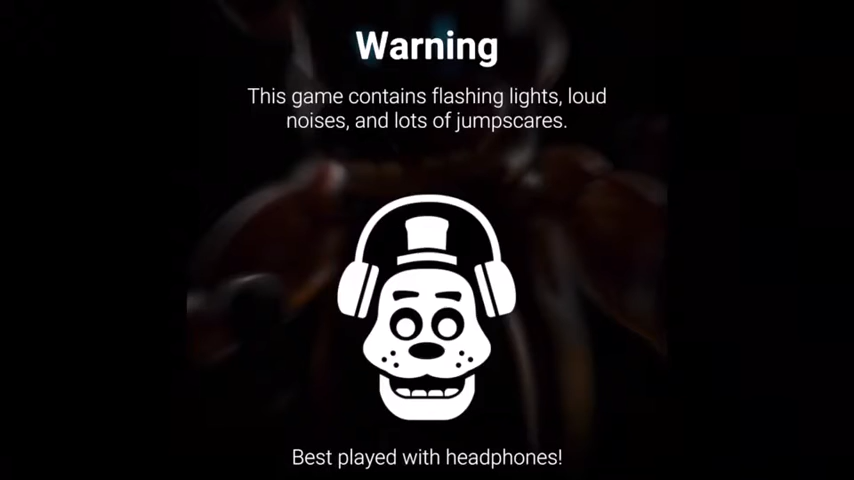 Warning
This game contains flashing lights, loud
noises, and lots of jumpscares.
Best played with headphones!